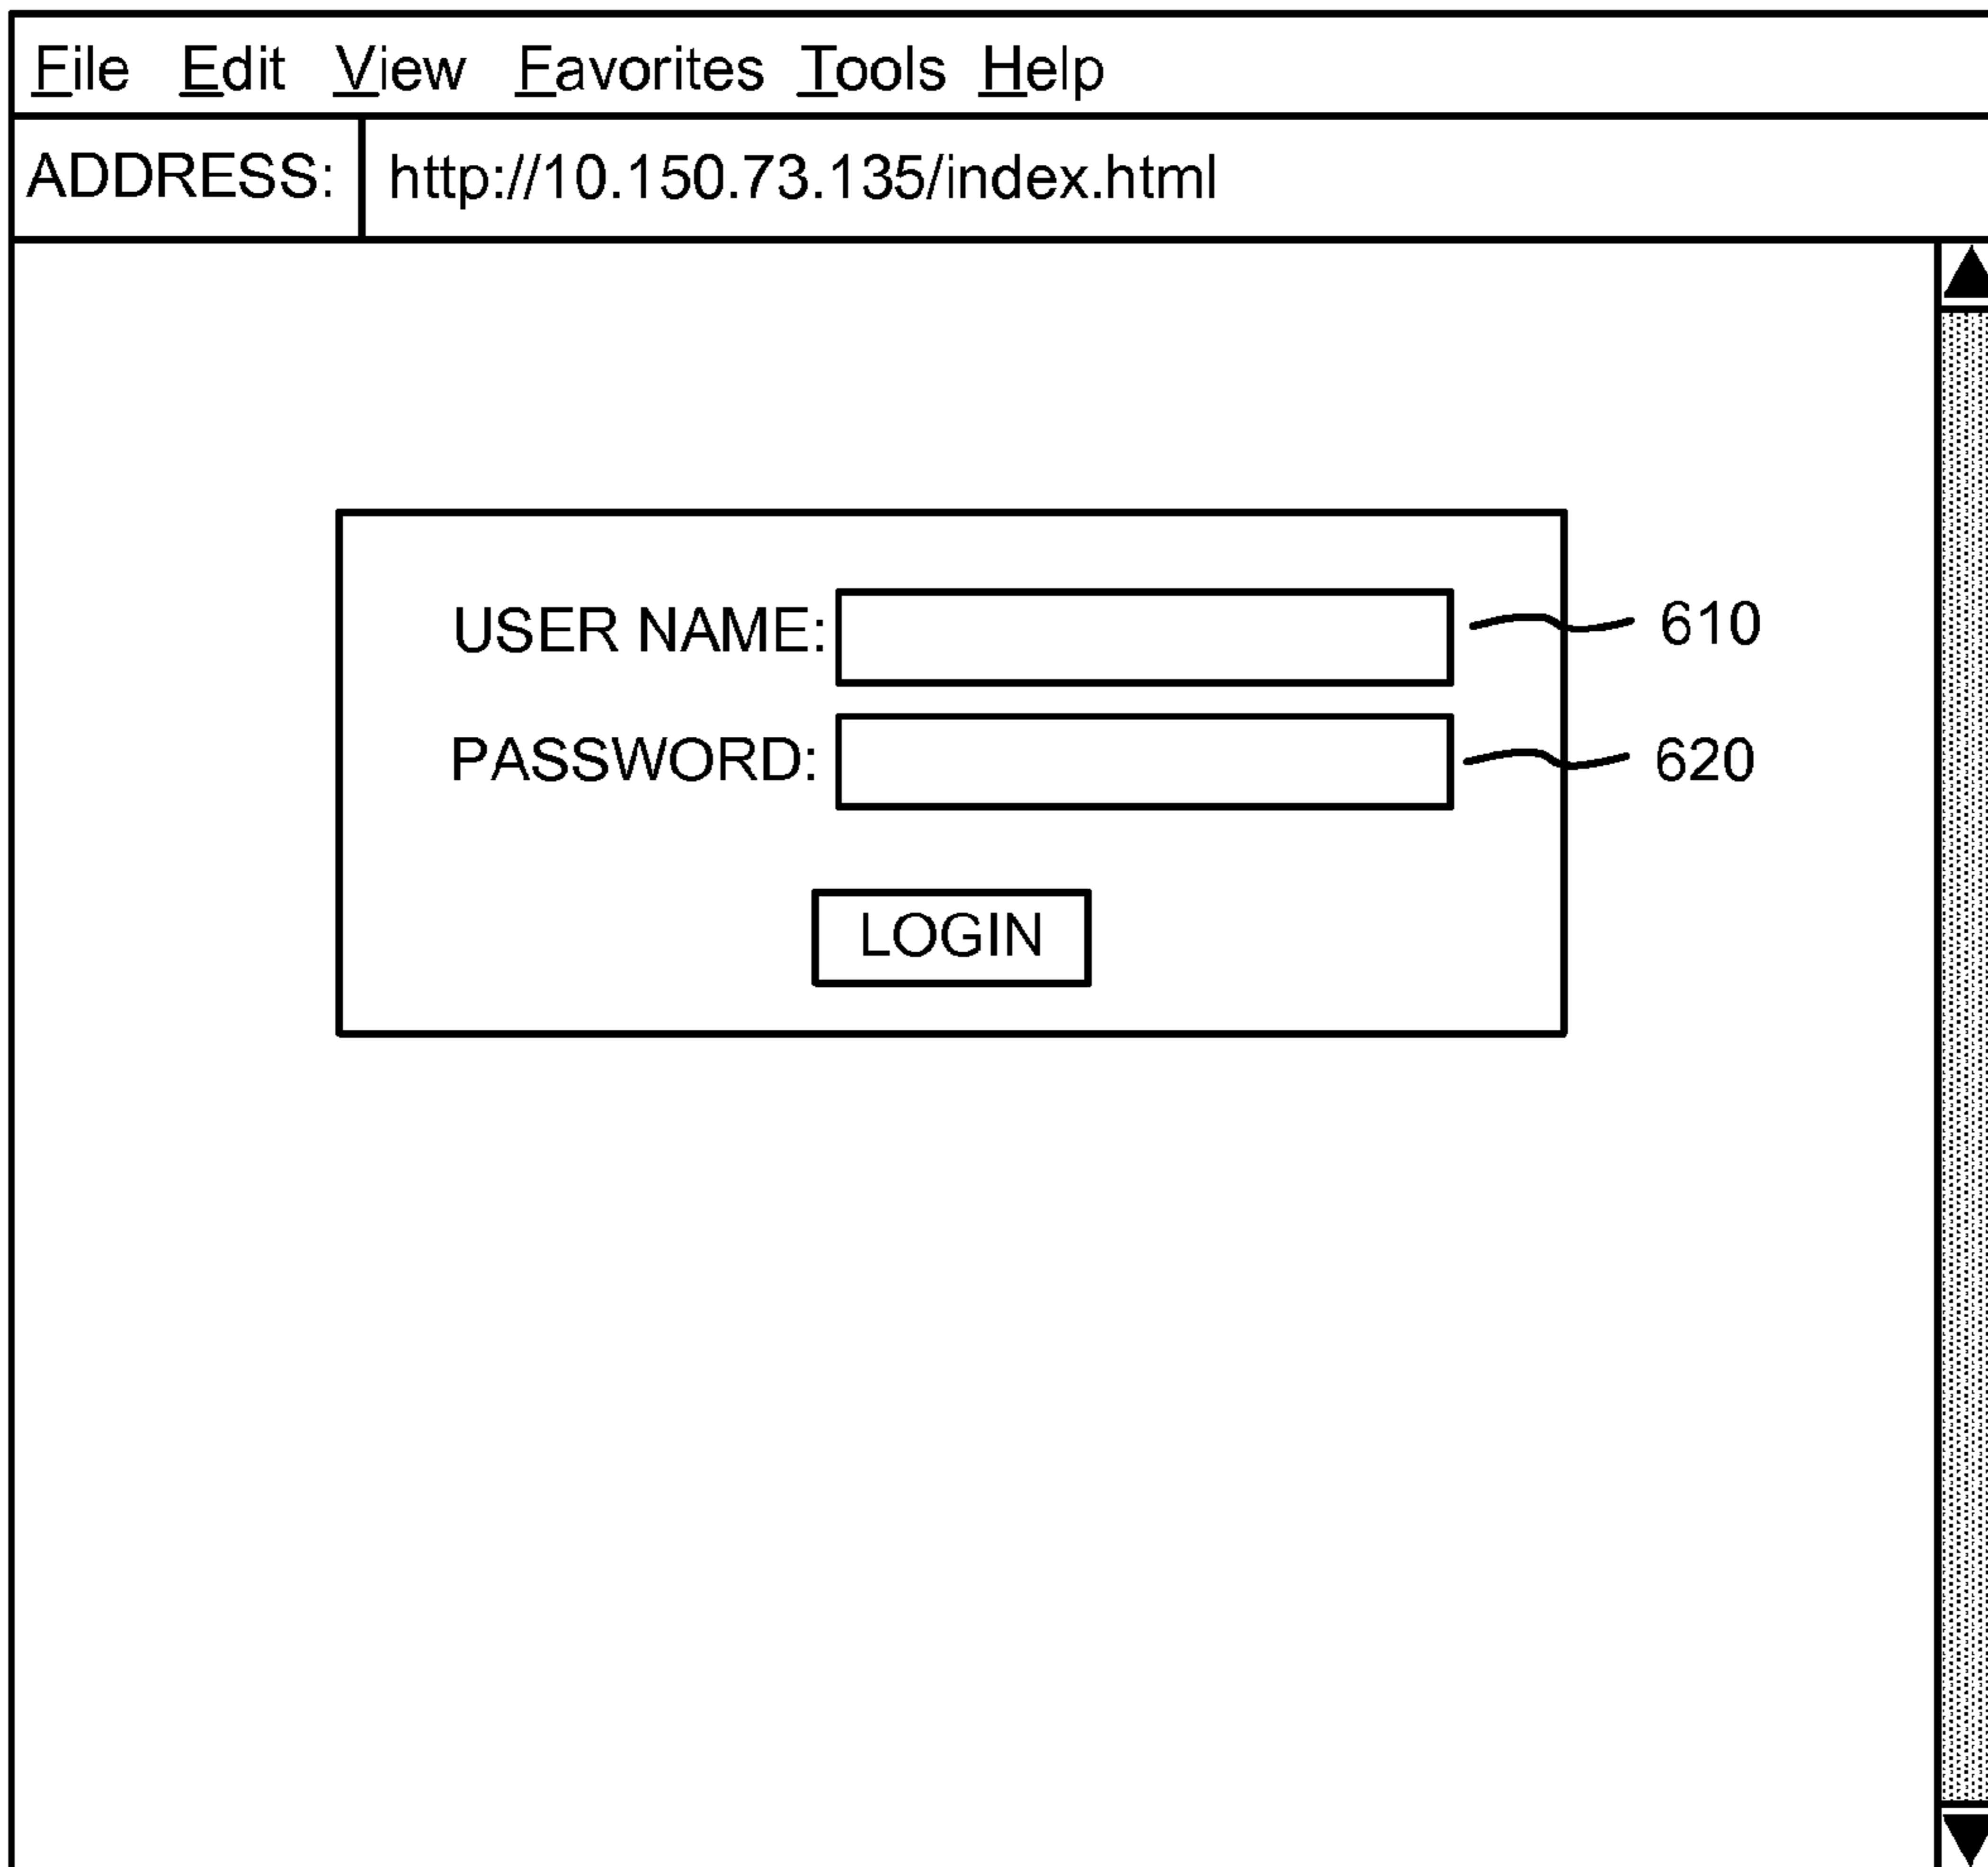 File Edit View Favorites Tools Help
ADDRESS: http://10.150.73.135/index.html
USER NAME: 610
PASSWORD: 620
LOGIN